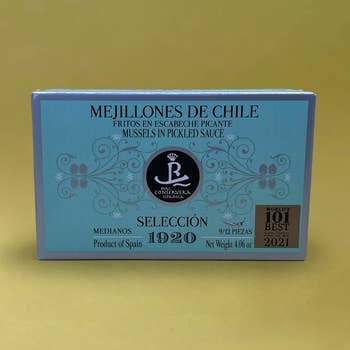 MEJILLONES DE CHILE
FRITOS EN ESCABECHE PICANTE
MUSSELS IN PICKLED SAUCE
REAL
CONSERVERA
ESPAÑOLA
SELECCIÓN
1920
MEDIANOS
9/12 PIEZAS
Product of Spain
Net Weight 4.06 oz
WORLD'S
101
BEST
2021